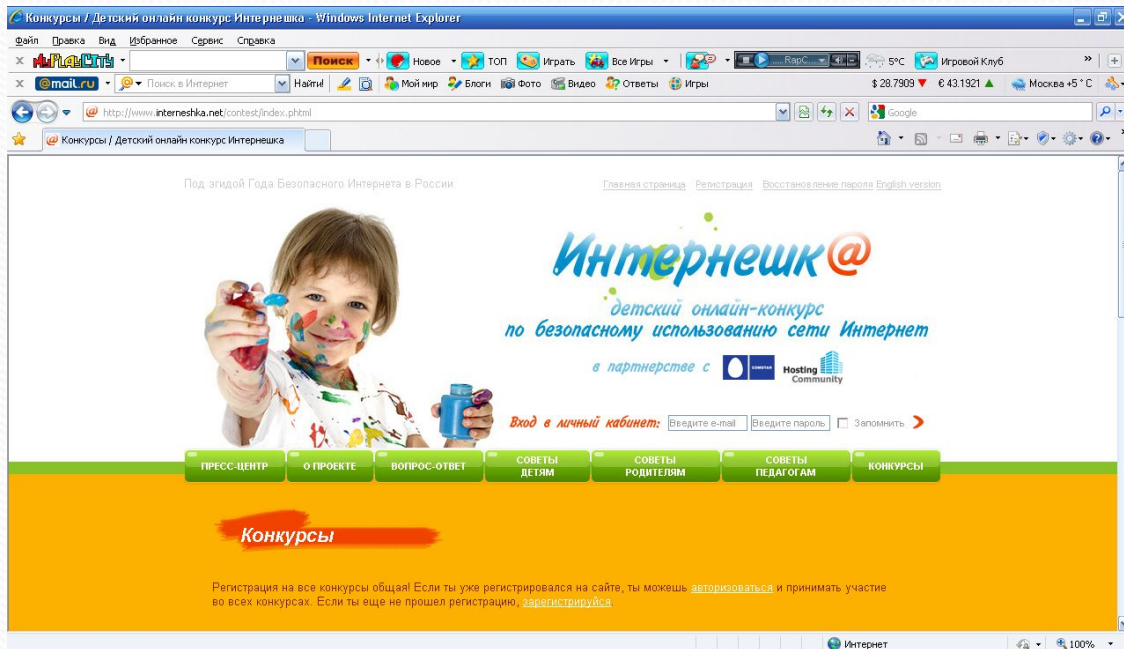 Конкурсы / Детский онлайн конкурс Интернешка - Windows Internet Explorer
Файл Правка Вид Избранное Сервис Справка
MyPlayCity Поиск Новое ТОП Играть Все Игры RapC... 5°C Игровой Клуб »
@mail.ru Поиск в Интернет Найти! Мой мир Блоги Фото Видео Ответы Игры $ 28.7909 € 43.1921 Москва +5° C
http://www.interneshka.net/contest/index.phtml Google
Конкурсы / Детский онлайн конкурс Интернешка
Под эгидой Года Безопасного Интернета в России Главная страница Регистрация Восстановление пароля English version
Интернешк@
детский онлайн-конкурс
по безопасному использованию сети Интернет
в партнерстве с COMSTAR Hosting Community
Вход в личный кабинет: Введите e-mail Введите пароль Запомнить
ПРЕСС-ЦЕНТР О ПРОЕКТЕ ВОПРОС-ОТВЕТ СОВЕТЫ ДЕТЯМ СОВЕТЫ РОДИТЕЛЯМ СОВЕТЫ ПЕДАГОГАМ КОНКУРСЫ
Конкурсы
Регистрация на все конкурсы общая! Если ты уже регистрировался на сайте, ты можешь авторизоваться и принимать участие
во всех конкурсах. Если ты еще не прошел регистрацию, зарегистрируйся.
Интернет 100%